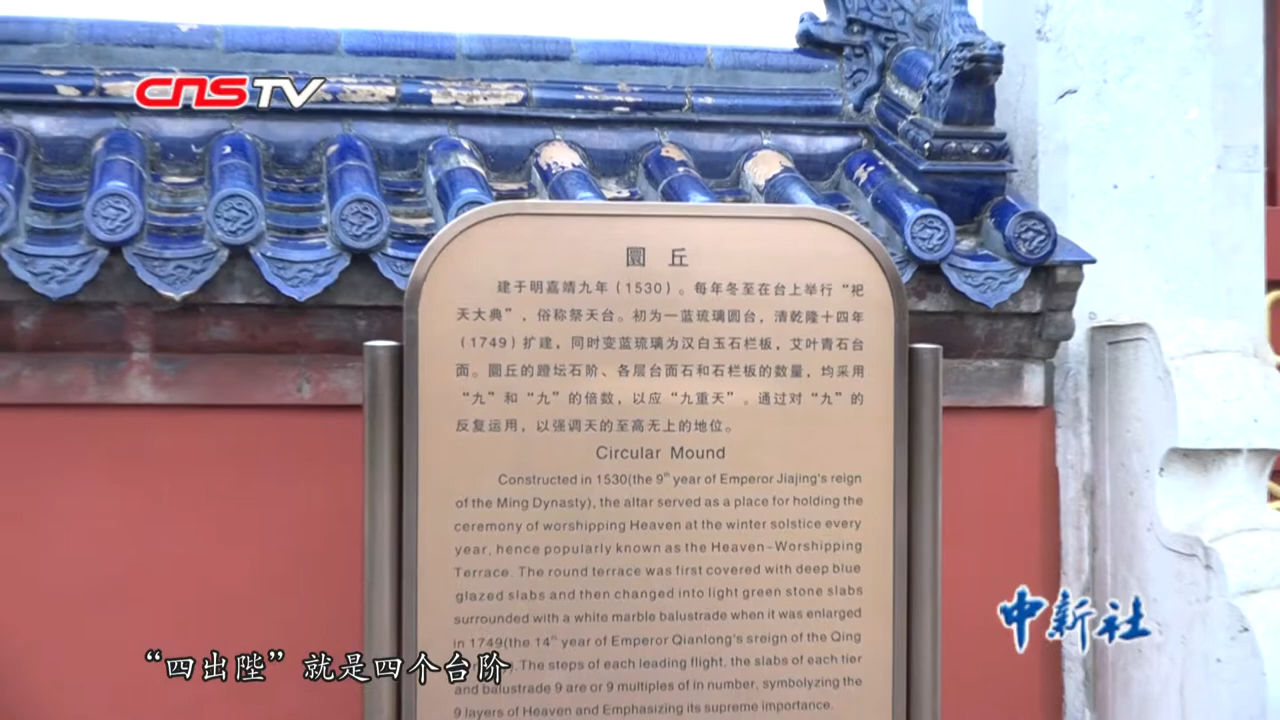 CNSTV
圜 丘
建于明嘉靖九年(1530)。每年冬至在台上举行“祀
天大典”、俗称祭天台。初为一蓝琉璃圆台,清乾隆十四年
(1749)扩建,同时变蓝琉璃为汉白玉石栏板,艾叶青石台
面。圜丘的蹬坛石阶、各层台面石和石栏板的数量,均采用
“九”和“九”的倍数,以应“九重天”。通过对“九”的
反复运用,以强调天的至高无上的地位。
Circular Mound
Constructed in 1530(the 9th year of Emperor Jiajing's reign
of the Ming Dynasty), the altar served as a place for holding the
ceremony of worshipping Heaven at the winter solstice every
year, hence popularly known as the Heaven-Worshipping
Terrace. The round terrace was first covered with deep blue
glazed slabs and then changed into light green stone slabs
surrounded with a white marble balustrade when it was enlarged
in 1749(the 14th year of Emperor Qianlong's sreign of the Qing
The steps of each leading flight, the slabs of each tier
and balustrade 9 are or 9 multiples of in number, symbolyzing the
9 layers of Heaven and Emphasizing its supreme importance.
中新社
“四出陛”就是四个台阶